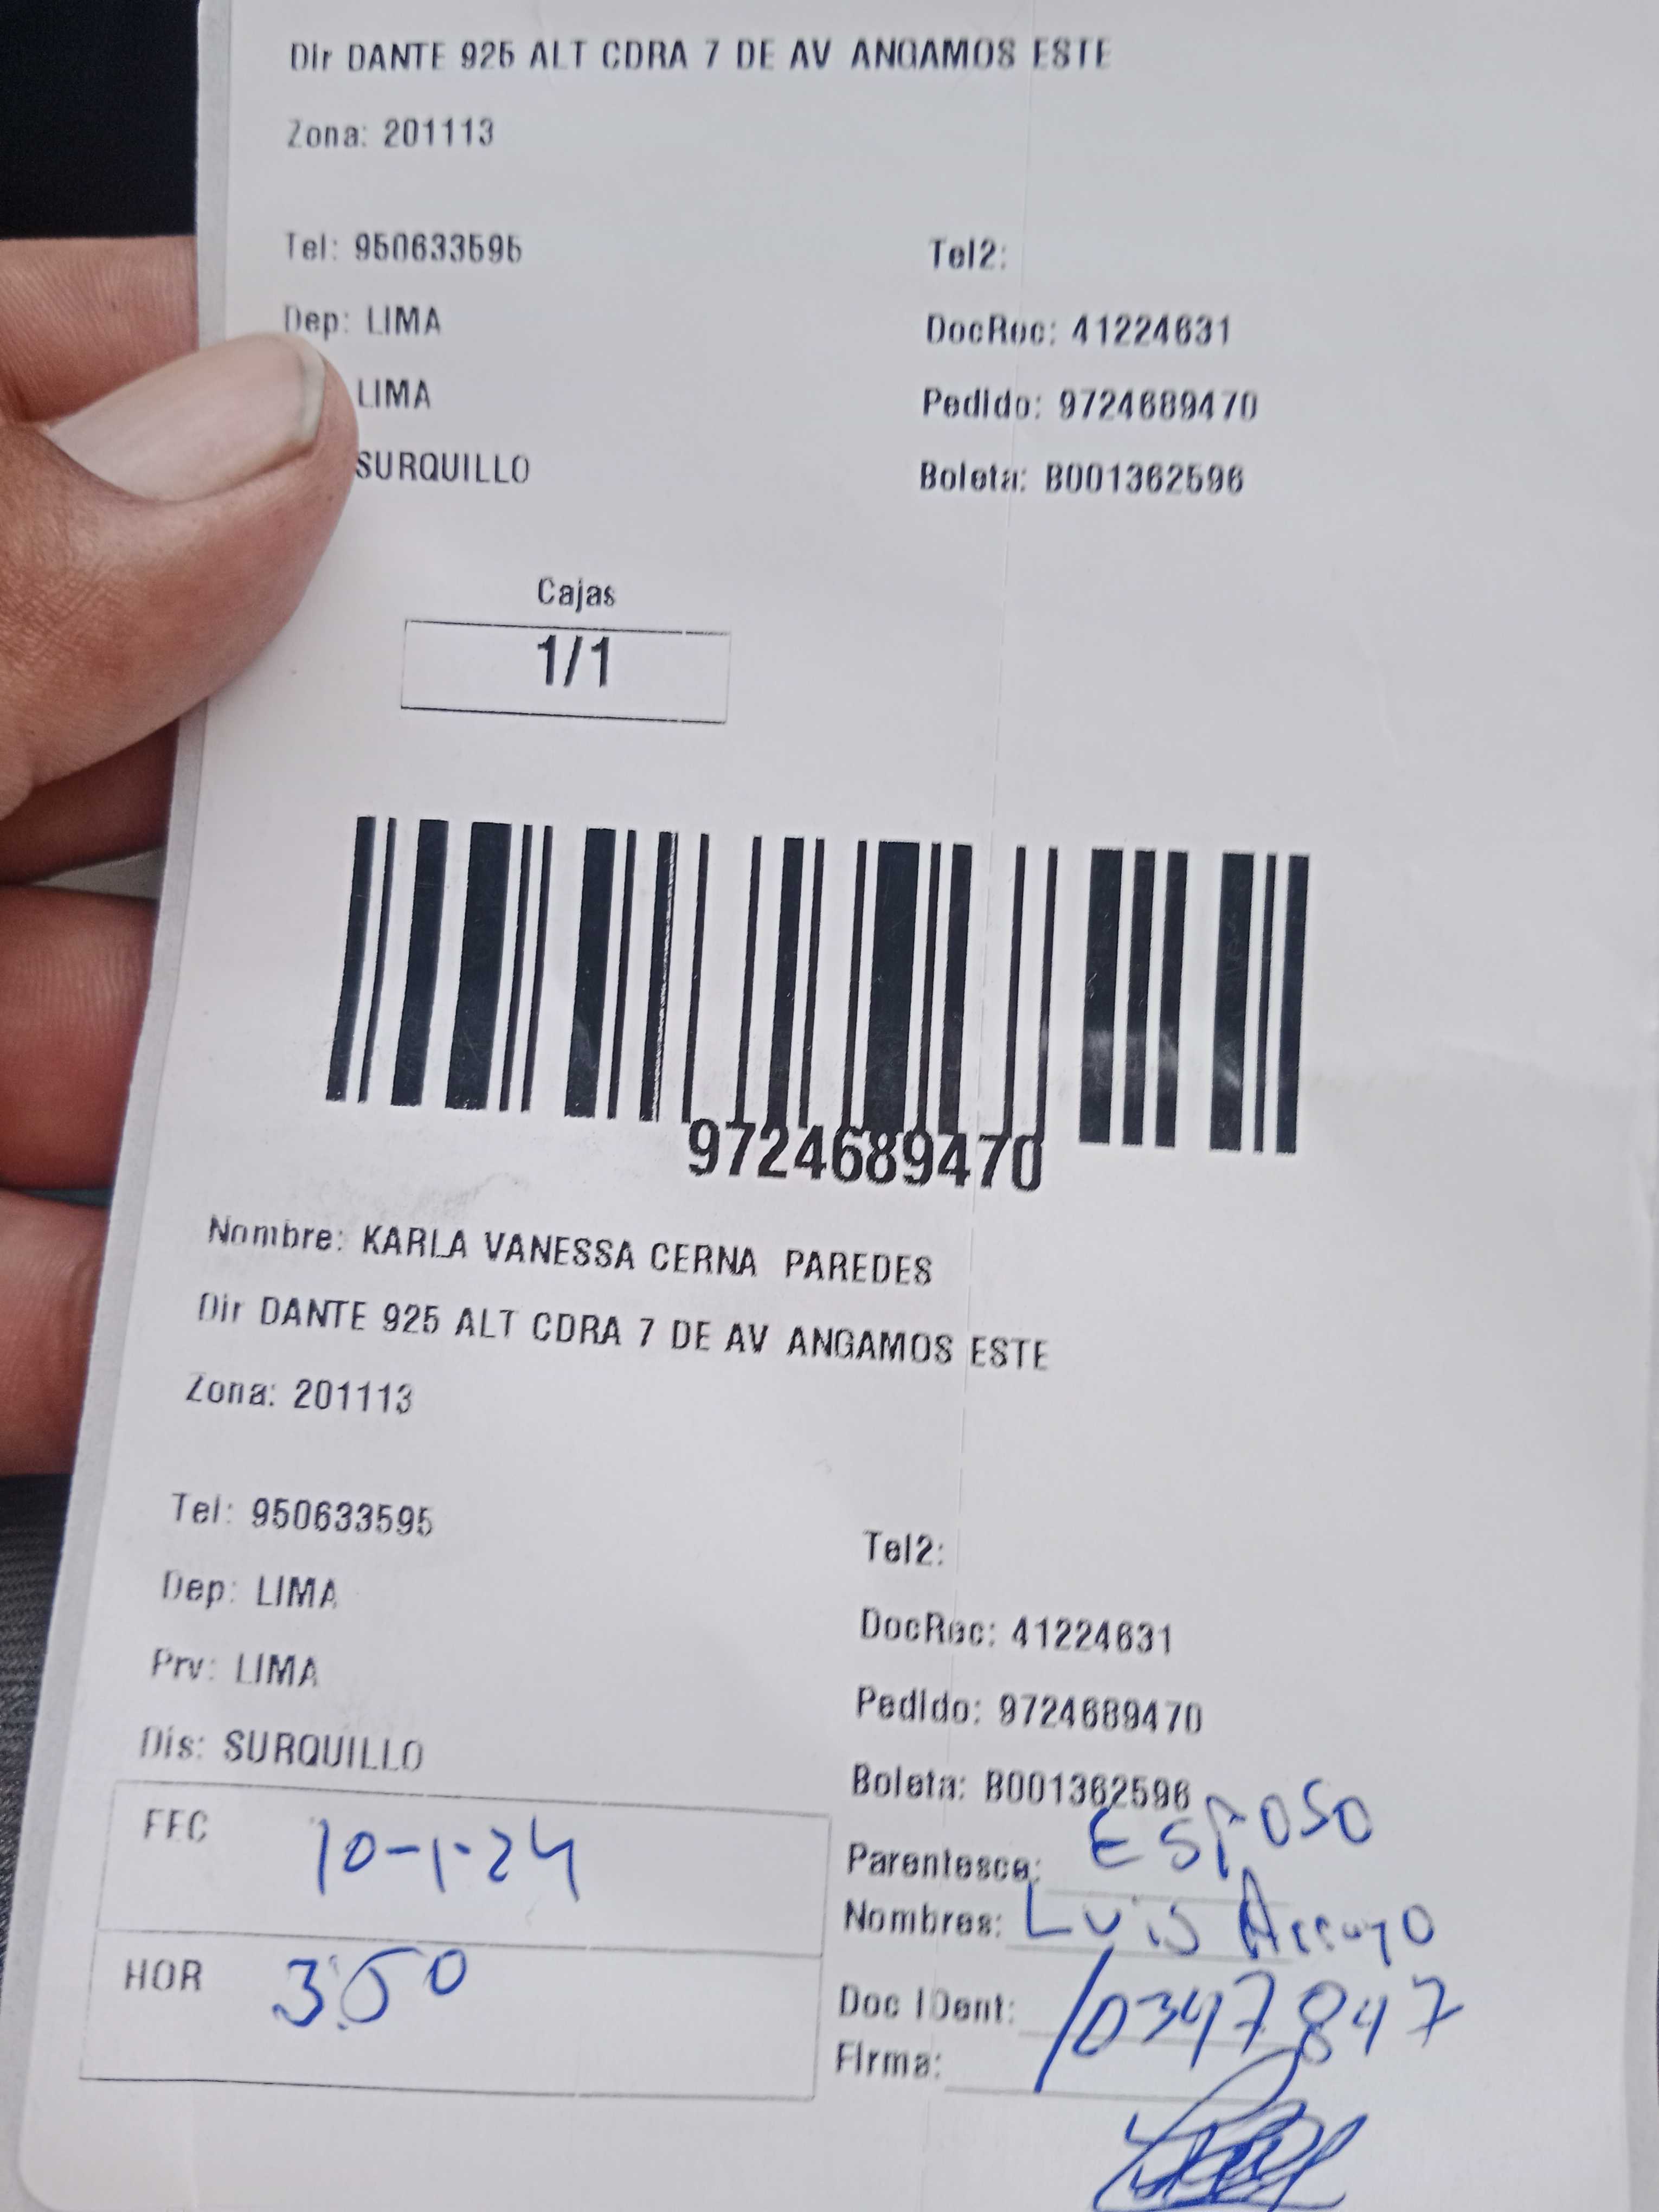 Dir DANTE 925 ALT CDRA 7 DE AV ANGAMOS ESTE
Zona: 201113
Tel: 950633595
Tel2:
Dep: LIMA
DocRec: 41224631
LIMA
Pedido: 9724689470
SURQUILLO
Boleta: B001362596
Cajas
1/1
9724689470
Nombre: KARLA VANESSA CERNA PAREDES
Dir DANTE 925 ALT CDRA 7 DE AV ANGAMOS ESTE
Zona: 201113
Tel: 950633595
Tel2:
Dep: LIMA
DocRec: 41224631
Prv: LIMA
Pedido: 9724689470
Dis: SURQUILLO
Boleta: B001362596
FEC 10-1-24
Parentesco: ESPOSO
Nombres: Luis Arroyo
HOR 3:50
Doc IDent: 10347847
Firma: